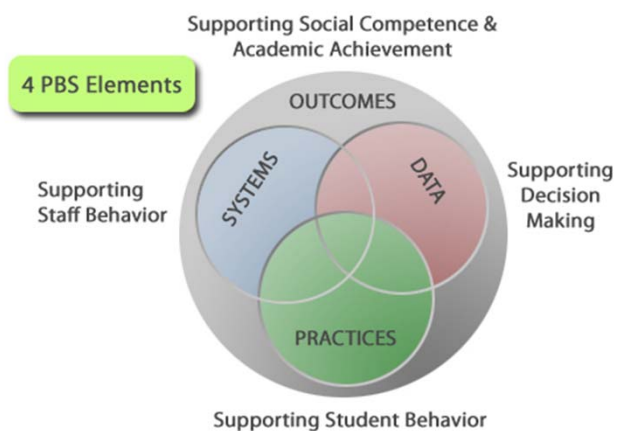 Supporting Social Competence &
Academic Achievement
4 PBS Elements
OUTCOMES
SYSTEMS
DATA
Supporting
Staff Behavior
Supporting
Decision
Making
PRACTICES
Supporting Student Behavior